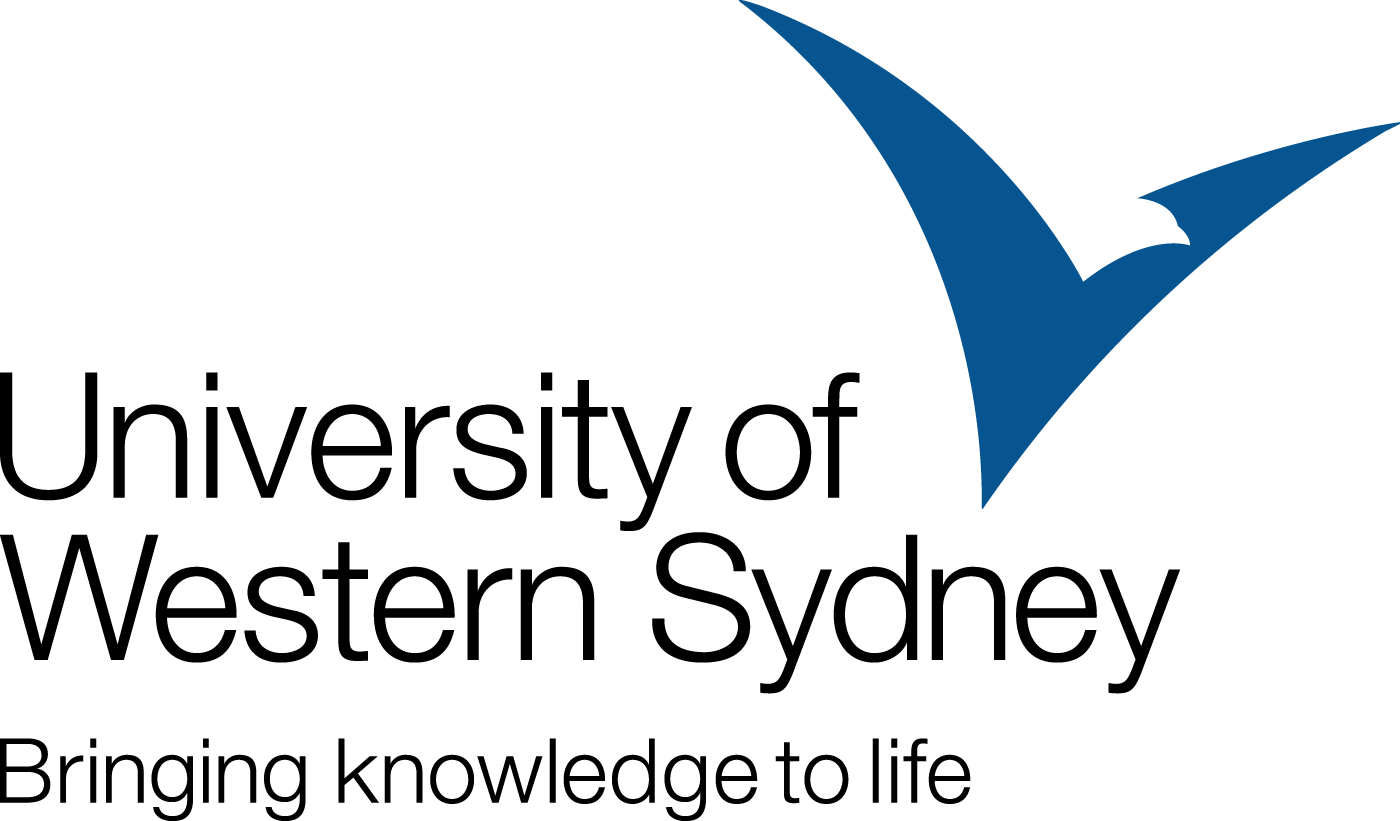 University of
Western Sydney
Bringing knowledge to life